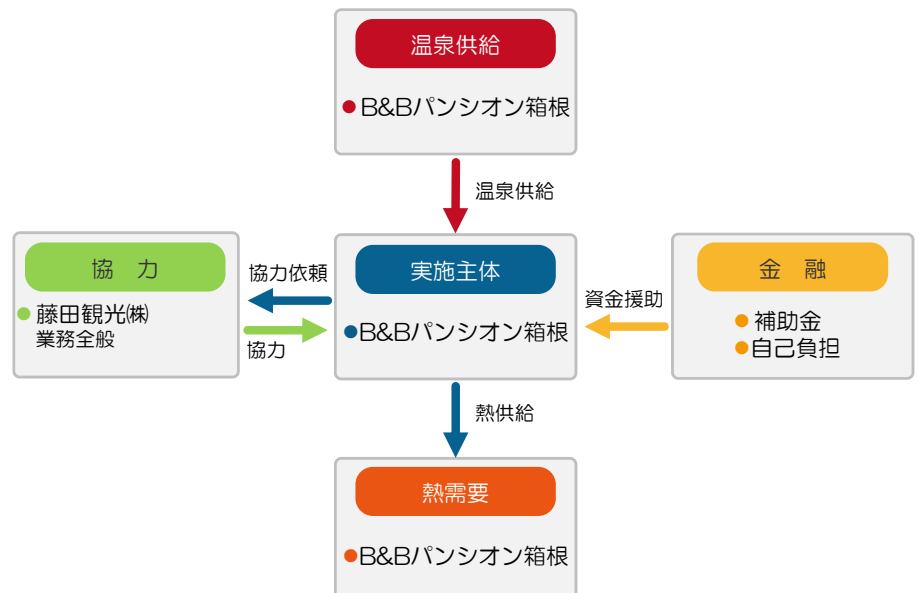 温泉供給
●B&Bパンシオン箱根
温泉供給
協　力
●藤田観光㈱
業務全般
協力依頼
協力
実施主体
●B&Bパンシオン箱根
資金援助
金　融
●補助金
●自己負担
熱供給
熱需要
●B&Bパンシオン箱根